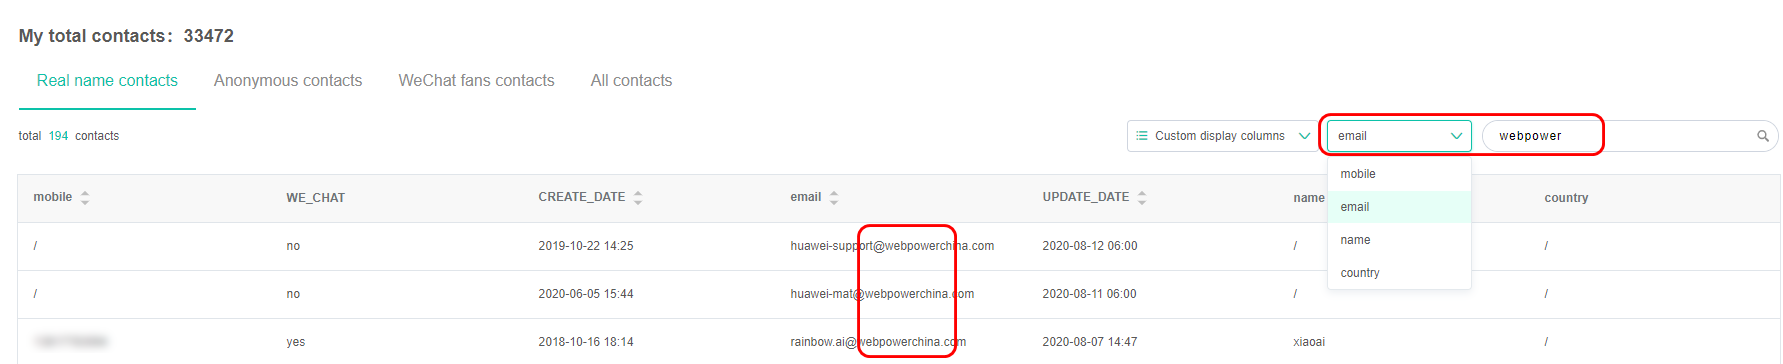 My total contacts：33472
Real name contacts Anonymous contacts WeChat fans contacts All contacts
total 194 contacts Custom display columns email webpower
mobile
email
name
country
mobile WE_CHAT CREATE_DATE email UPDATE_DATE name country
/ no 2019-10-22 14:25 huawei-support@webpowerchina.com 2020-08-12 06:00 / /
/ no 2020-06-05 15:44 huawei-mat@webpowerchina.com 2020-08-11 06:00 / /
yes 2018-10-16 18:14 rainbow.ai@webpowerchina.com 2020-08-07 14:47 xiaoai /